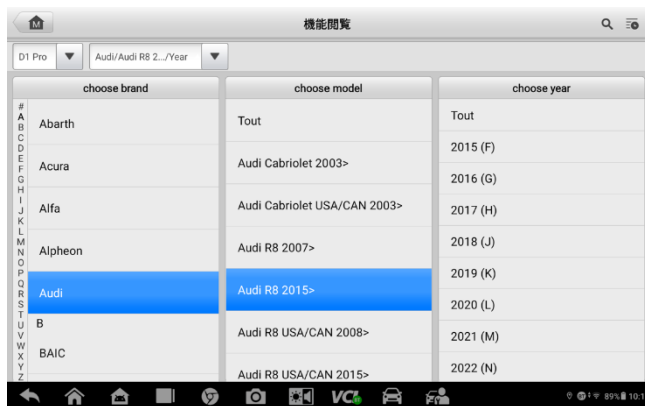 M
機能閲覧
D1 Pro
Audi/Audi R8 2.../Year
choose brand
choose model
choose year
#
A
B
C
D
E
F
G
H
I
J
K
L
M
N
O
P
Q
R
S
T
U
V
W
X
Y
Z
Abarth
Acura
Alfa
Alpheon
Audi
B
BAIC
Tout
Audi Cabriolet 2003>
Audi Cabriolet USA/CAN 2003>
Audi R8 2007>
Audi R8 2015>
Audi R8 USA/CAN 2008>
Audi R8 USA/CAN 2015>
Tout
2015 (F)
2016 (G)
2017 (H)
2018 (J)
2019 (K)
2020 (L)
2021 (M)
2022 (N)
VCI
89%
10:1